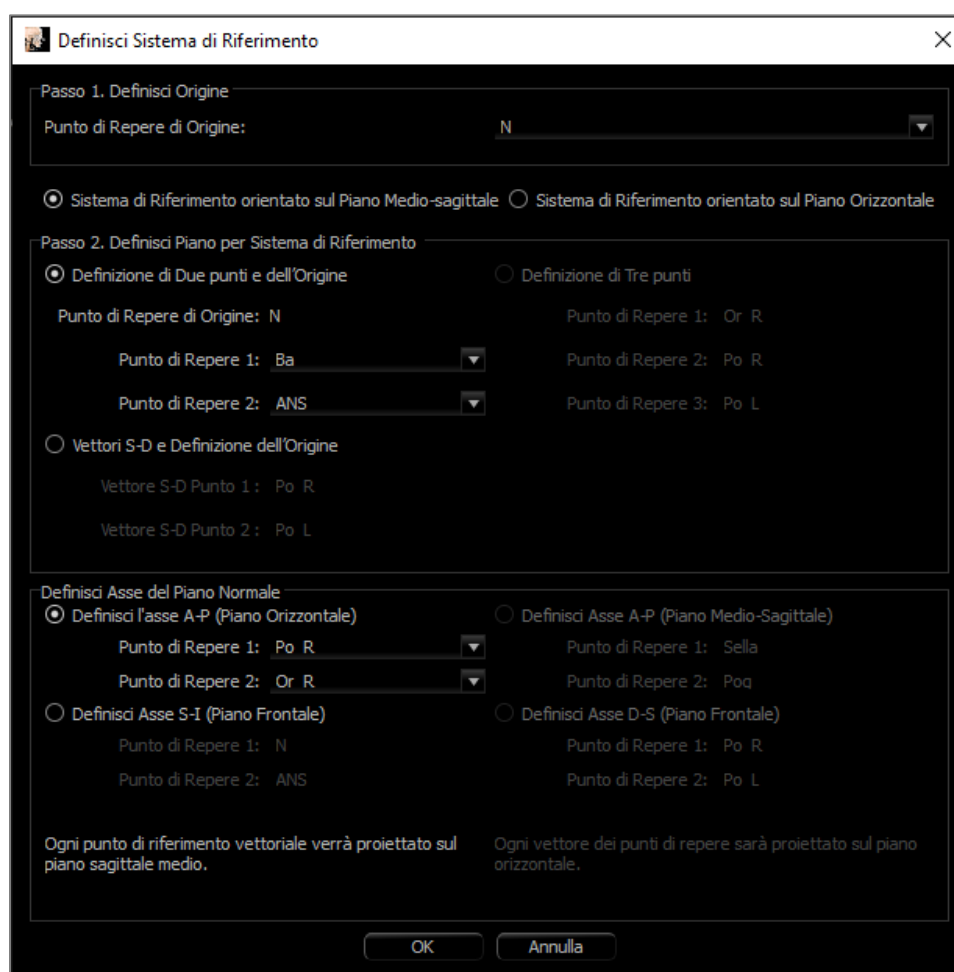 Definisci Sistema di Riferimento
Passo 1. Definisci Origine
Punto di Repere di Origine: N
Sistema di Riferimento orientato sul Piano Medio-sagittale Sistema di Riferimento orientato sul Piano Orizzontale
Passo 2. Definisci Piano per Sistema di Riferimento
Definizione di Due punti e dell'Origine Definizione di Tre punti
Punto di Repere di Origine: N Punto di Repere 1: Or R
Punto di Repere 1: Ba Punto di Repere 2: Po R
Punto di Repere 2: ANS Punto di Repere 3: Po L
Vettori S-D e Definizione dell'Origine
Vettore S-D Punto 1 : Po R
Vettore S-D Punto 2 : Po L
Definisci Asse del Piano Normale
Definisci l'asse A-P (Piano Orizzontale) Definisci Asse A-P (Piano Medio-Sagittale)
Punto di Repere 1: Po R Punto di Repere 1: Sella
Punto di Repere 2: Or R Punto di Repere 2: Pog
Definisci Asse S-I (Piano Frontale) Definisci Asse D-S (Piano Frontale)
Punto di Repere 1: N Punto di Repere 1: Po R
Punto di Repere 2: ANS Punto di Repere 2: Po L
Ogni punto di riferimento vettoriale verrà proiettato sul Ogni vettore dei punti di repere sarà proiettato sul piano
piano sagittale medio. orizzontale.
OK Annulla